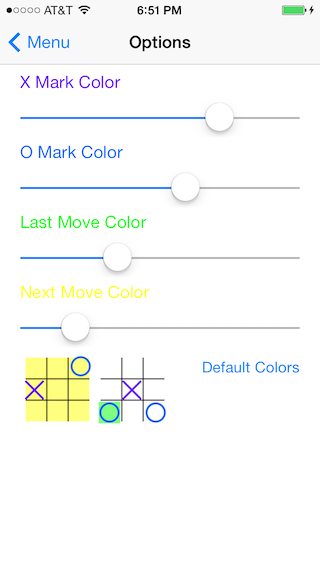 AT&T 6:51 PM
Menu Options
X Mark Color
O Mark Color
Last Move Color
Next Move Color
Default Colors